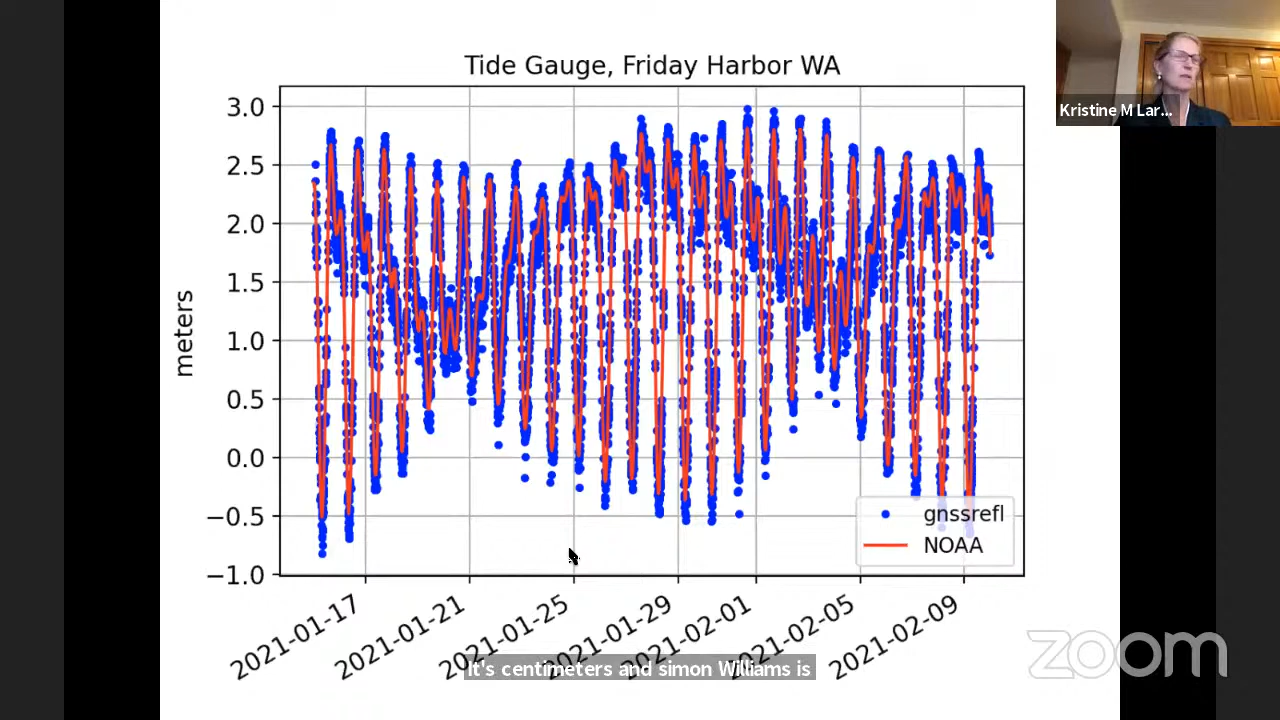 Tide Gauge, Friday Harbor WA
Kristine M Lar...
3.0
2.5
2.0
1.5
1.0
0.5
0.0
−0.5
−1.0
meters
gnssrefl
NOAA
2021-01-17
2021-01-21
2021-01-25
2021-01-29
2021-02-01
2021-02-05
2021-02-09
It's centimeters and simon Williams is
zoom